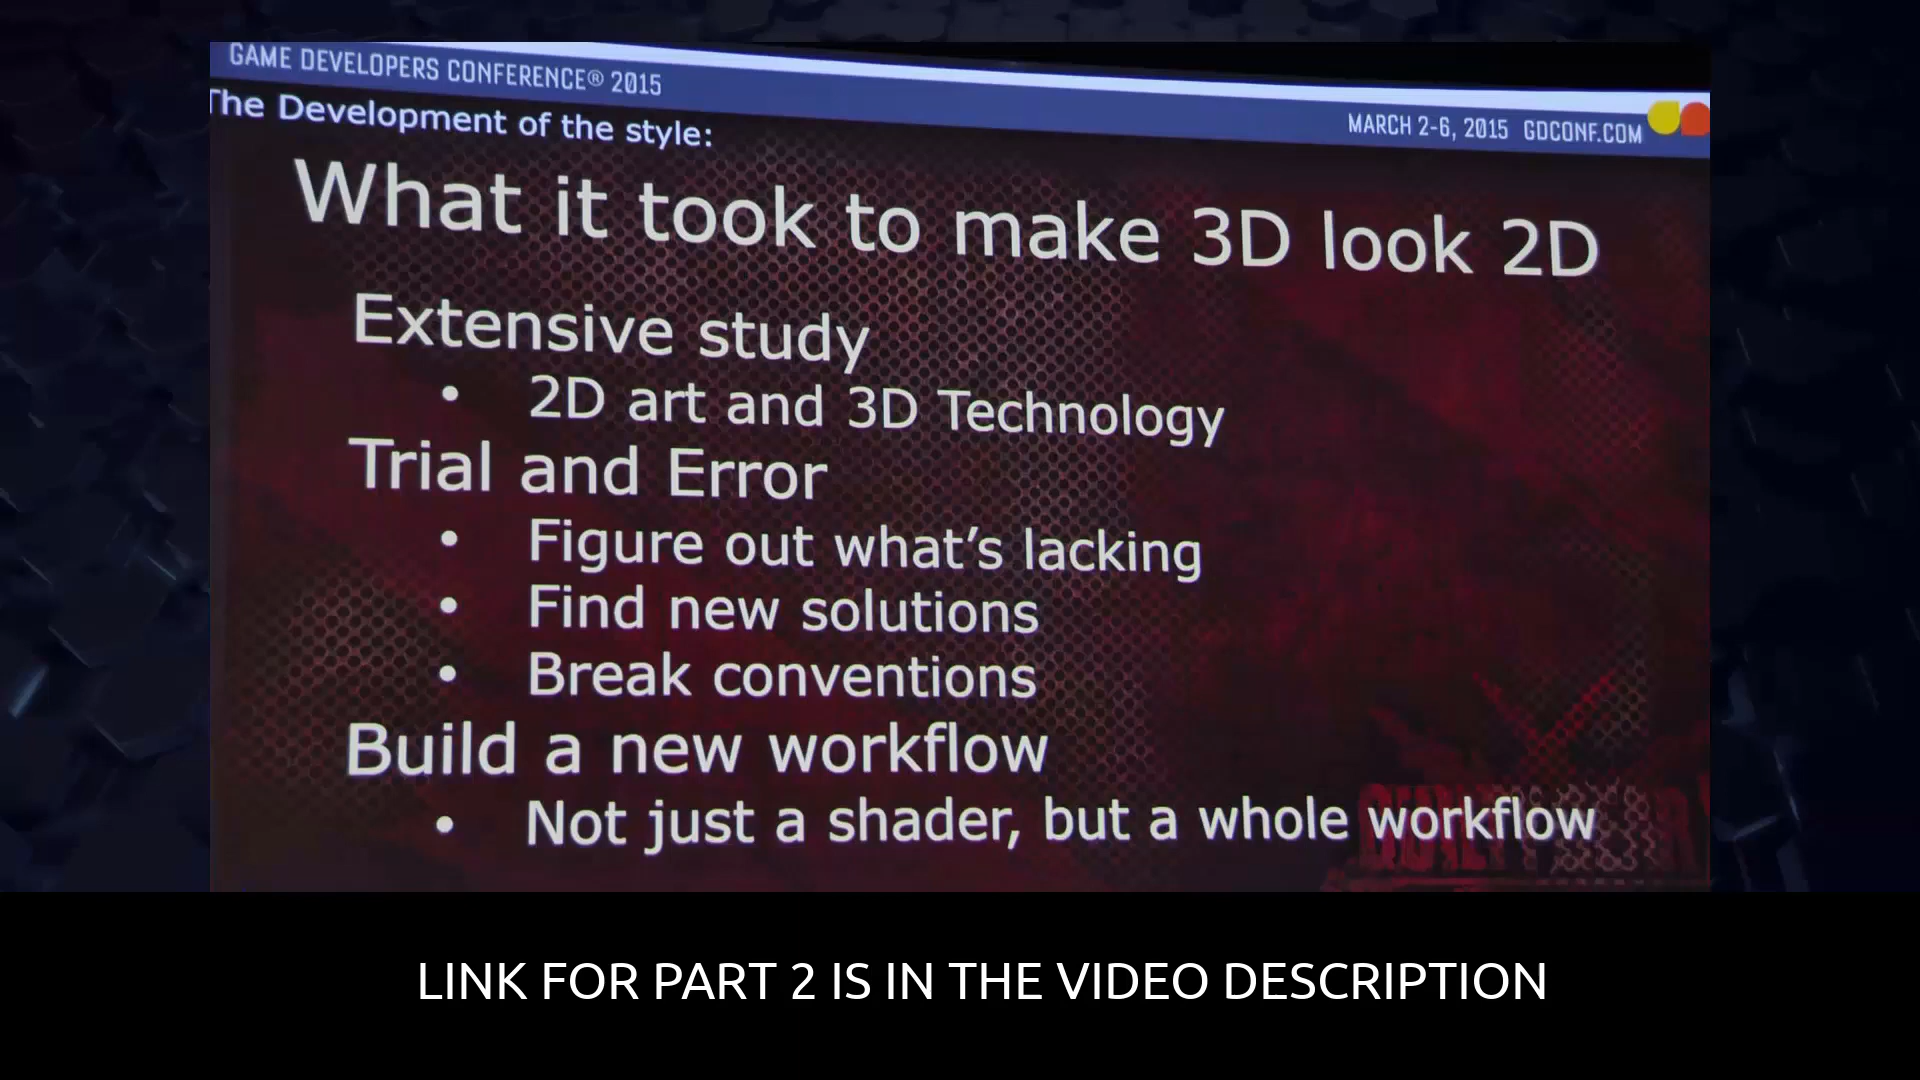 GAME DEVELOPERS CONFERENCE® 2015
MARCH 2-6, 2015 GDCONF.COM
The Development of the style:
What it took to make 3D look 2D
Extensive study
• 2D art and 3D Technology
Trial and Error
• Figure out what's lacking
• Find new solutions
• Break conventions
Build a new workflow
• Not just a shader, but a whole workflow
GUILTY GEAR
LINK FOR PART 2 IS IN THE VIDEO DESCRIPTION